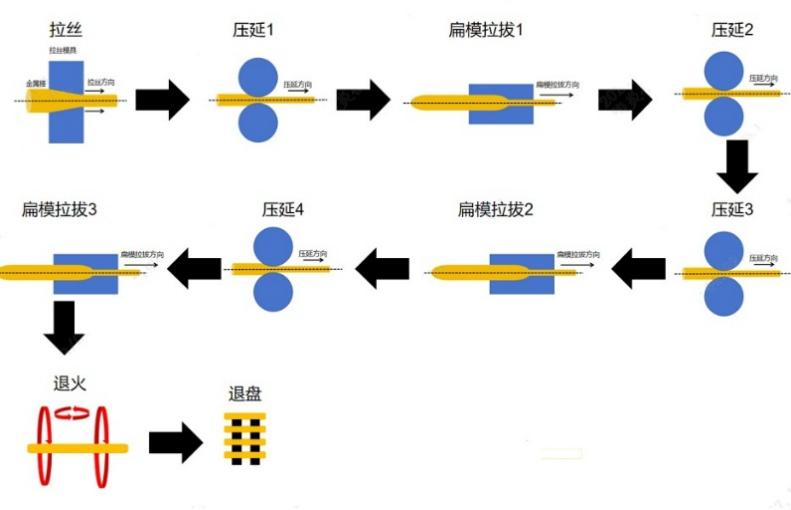 拉丝
压延1
扁模拉拔1
压延2
拉丝模具
金属棒
拉丝方向
压延方向
扁模拉拔方向
压延方向
扁模拉拔3
压延4
扁模拉拔2
压延3
扁模拉拔方向
压延方向
扁模拉拔方向
压延方向
退火
退盘